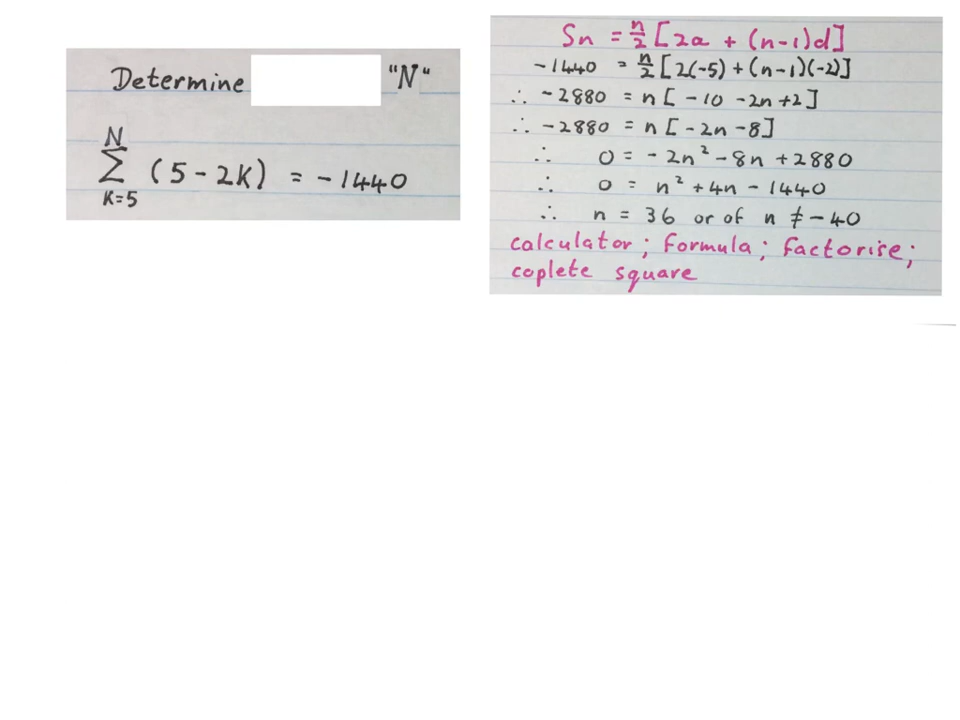 Determine "N"
N
Σ (5 - 2K) = -1440
K=5
Sn = n/2 [2a + (n-1)d]
-1440 = n/2 [2(-5) + (n-1)(-2)]
∴ -2880 = n[-10 -2n +2]
∴ -2880 = n[-2n -8]
∴ 0 = -2n² -8n +2880
∴ 0 = n² +4n -1440
∴ n = 36 or of n ≠ -40
calculator; formula; factorise;
coplete square